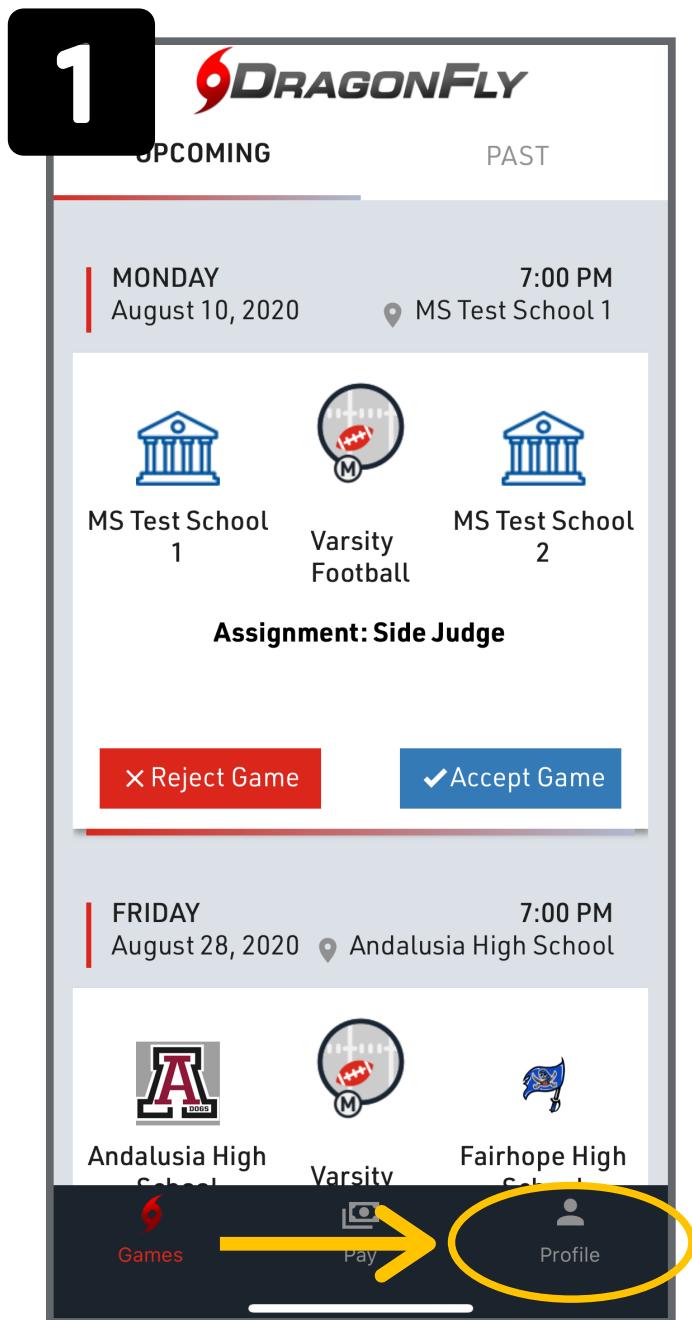 1
DRAGONFLY
UPCOMING
PAST
MONDAY
7:00 PM
August 10, 2020
MS Test School 1
M
MS Test School
1
Varsity
Football
MS Test School
2
Assignment: Side Judge
Reject Game
Accept Game
FRIDAY
7:00 PM
August 28, 2020
Andalusia High School
A
DOGS
M
Andalusia High
School
Varsity
Fairhope High
School
Games
Pay
Profile